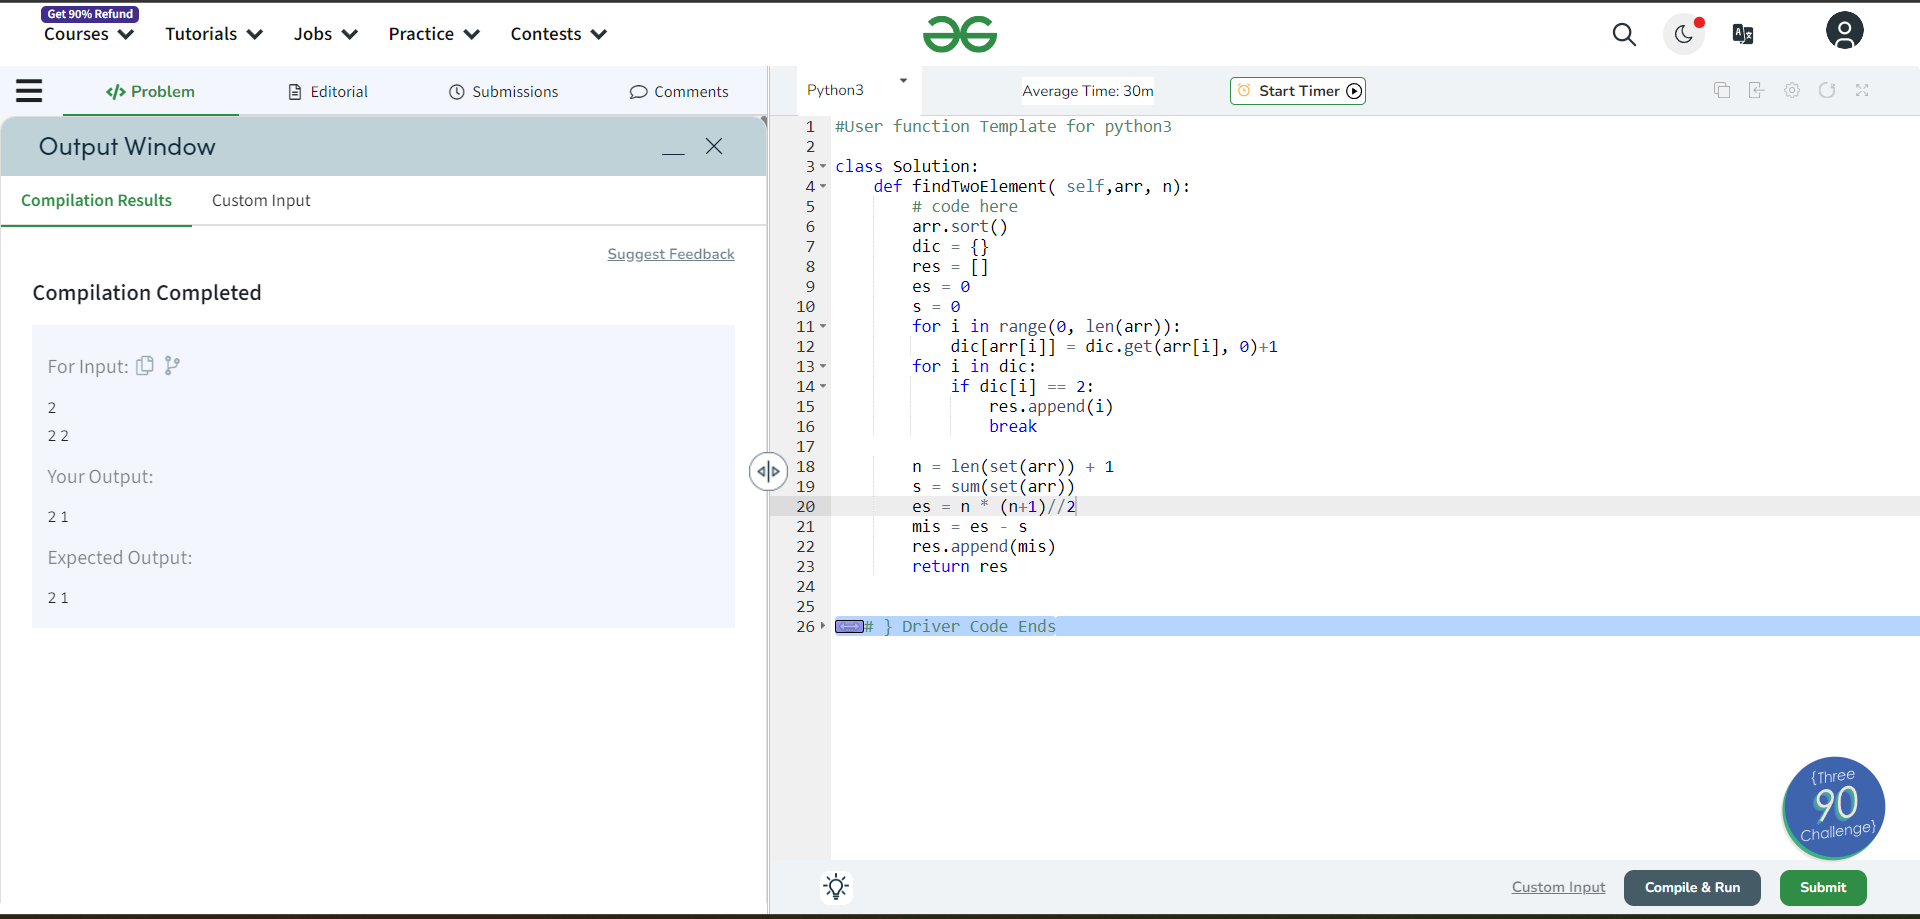 Get 90% Refund
Courses Tutorials Jobs Practice Contests
</> Problem Editorial Submissions Comments
Output Window
Compilation Results Custom Input
Suggest Feedback
Compilation Completed
For Input:
2
2 2
Your Output:
2 1
Expected Output:
2 1
Python3 Average Time: 30m Start Timer
1 #User function Template for python3
2
3 class Solution:
4     def findTwoElement( self,arr, n):
5         # code here
6         arr.sort()
7         dic = {}
8         res = []
9         es = 0
10         s = 0
11         for i in range(0, len(arr)):
12             dic[arr[i]] = dic.get(arr[i], 0)+1
13         for i in dic:
14             if dic[i] == 2:
15                 res.append(i)
16                 break
17
18         n = len(set(arr)) + 1
19         s = sum(set(arr))
20         es = n * (n+1)//2
21         mis = es - s
22         res.append(mis)
23         return res
24
25
26 # } Driver Code Ends
{Three
90
Challenge}
Custom Input Compile & Run Submit